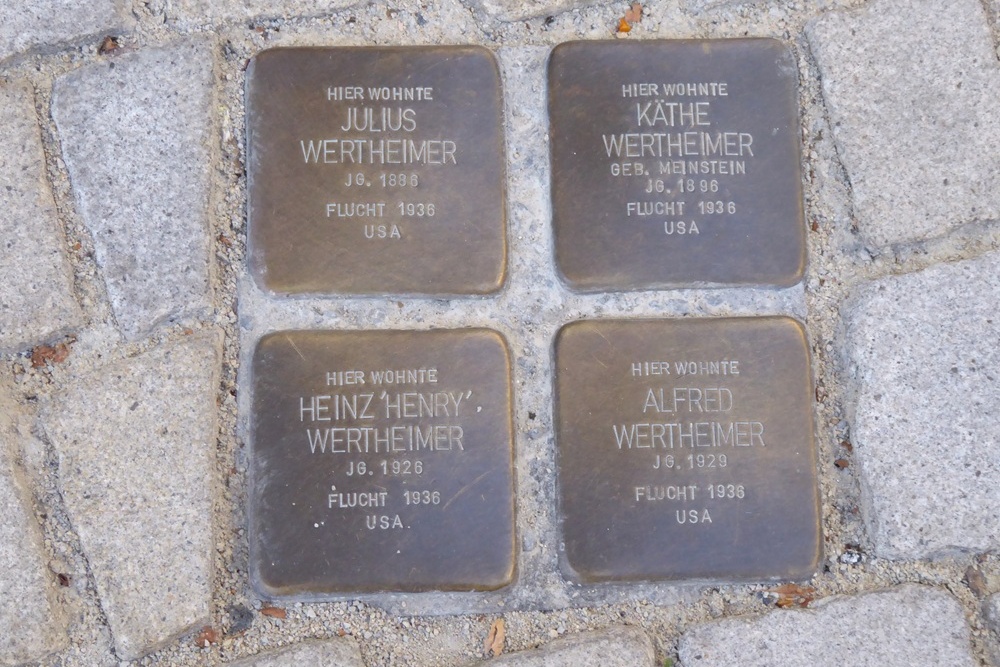 HIER WOHNTE
JULIUS
WERTHEIMER
JG. 1886
FLUCHT 1936
USA
HIER WOHNTE
KÄTHE
WERTHEIMER
GEB. MEINSTEIN
JG. 1896
FLUCHT 1936
USA
HIER WOHNTE
HEINZ 'HENRY'
WERTHEIMER
JG. 1926
FLUCHT 1936
USA
HIER WOHNTE
ALFRED
WERTHEIMER
JG. 1929
FLUCHT 1936
USA